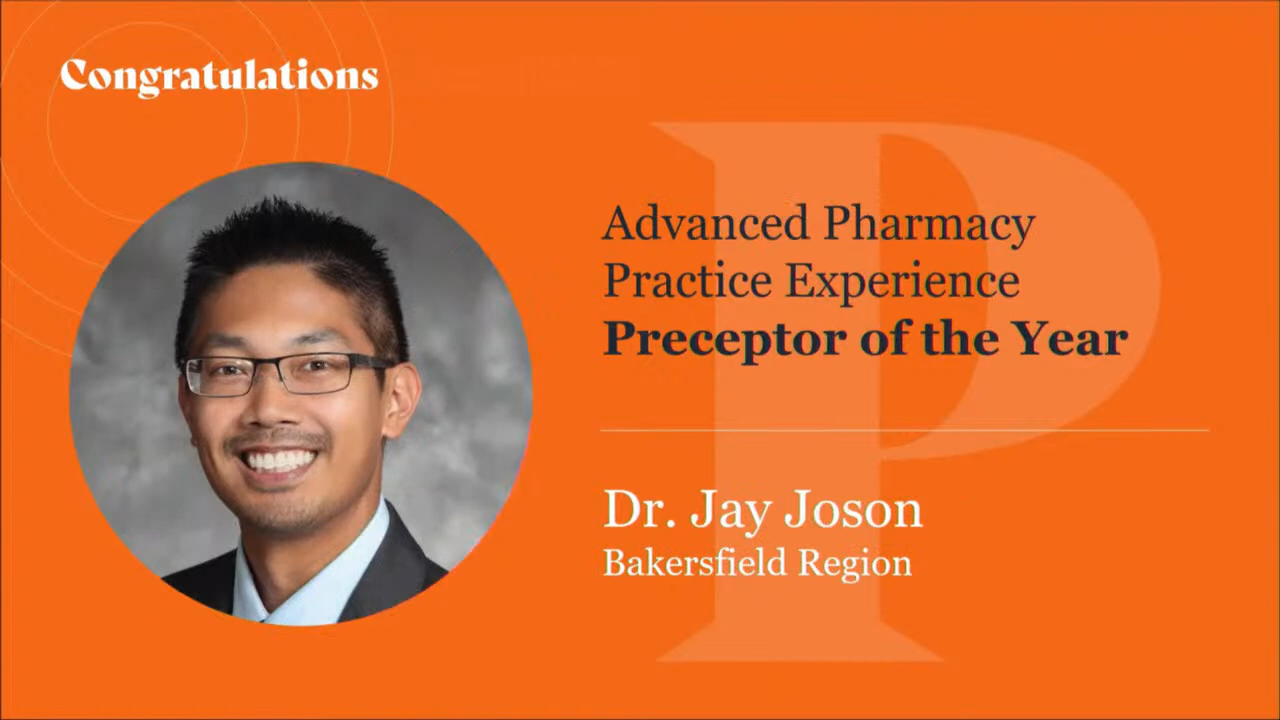 Congratulations
Advanced Pharmacy
Practice Experience
Preceptor of the Year
Dr. Jay Joson
Bakersfield Region
P